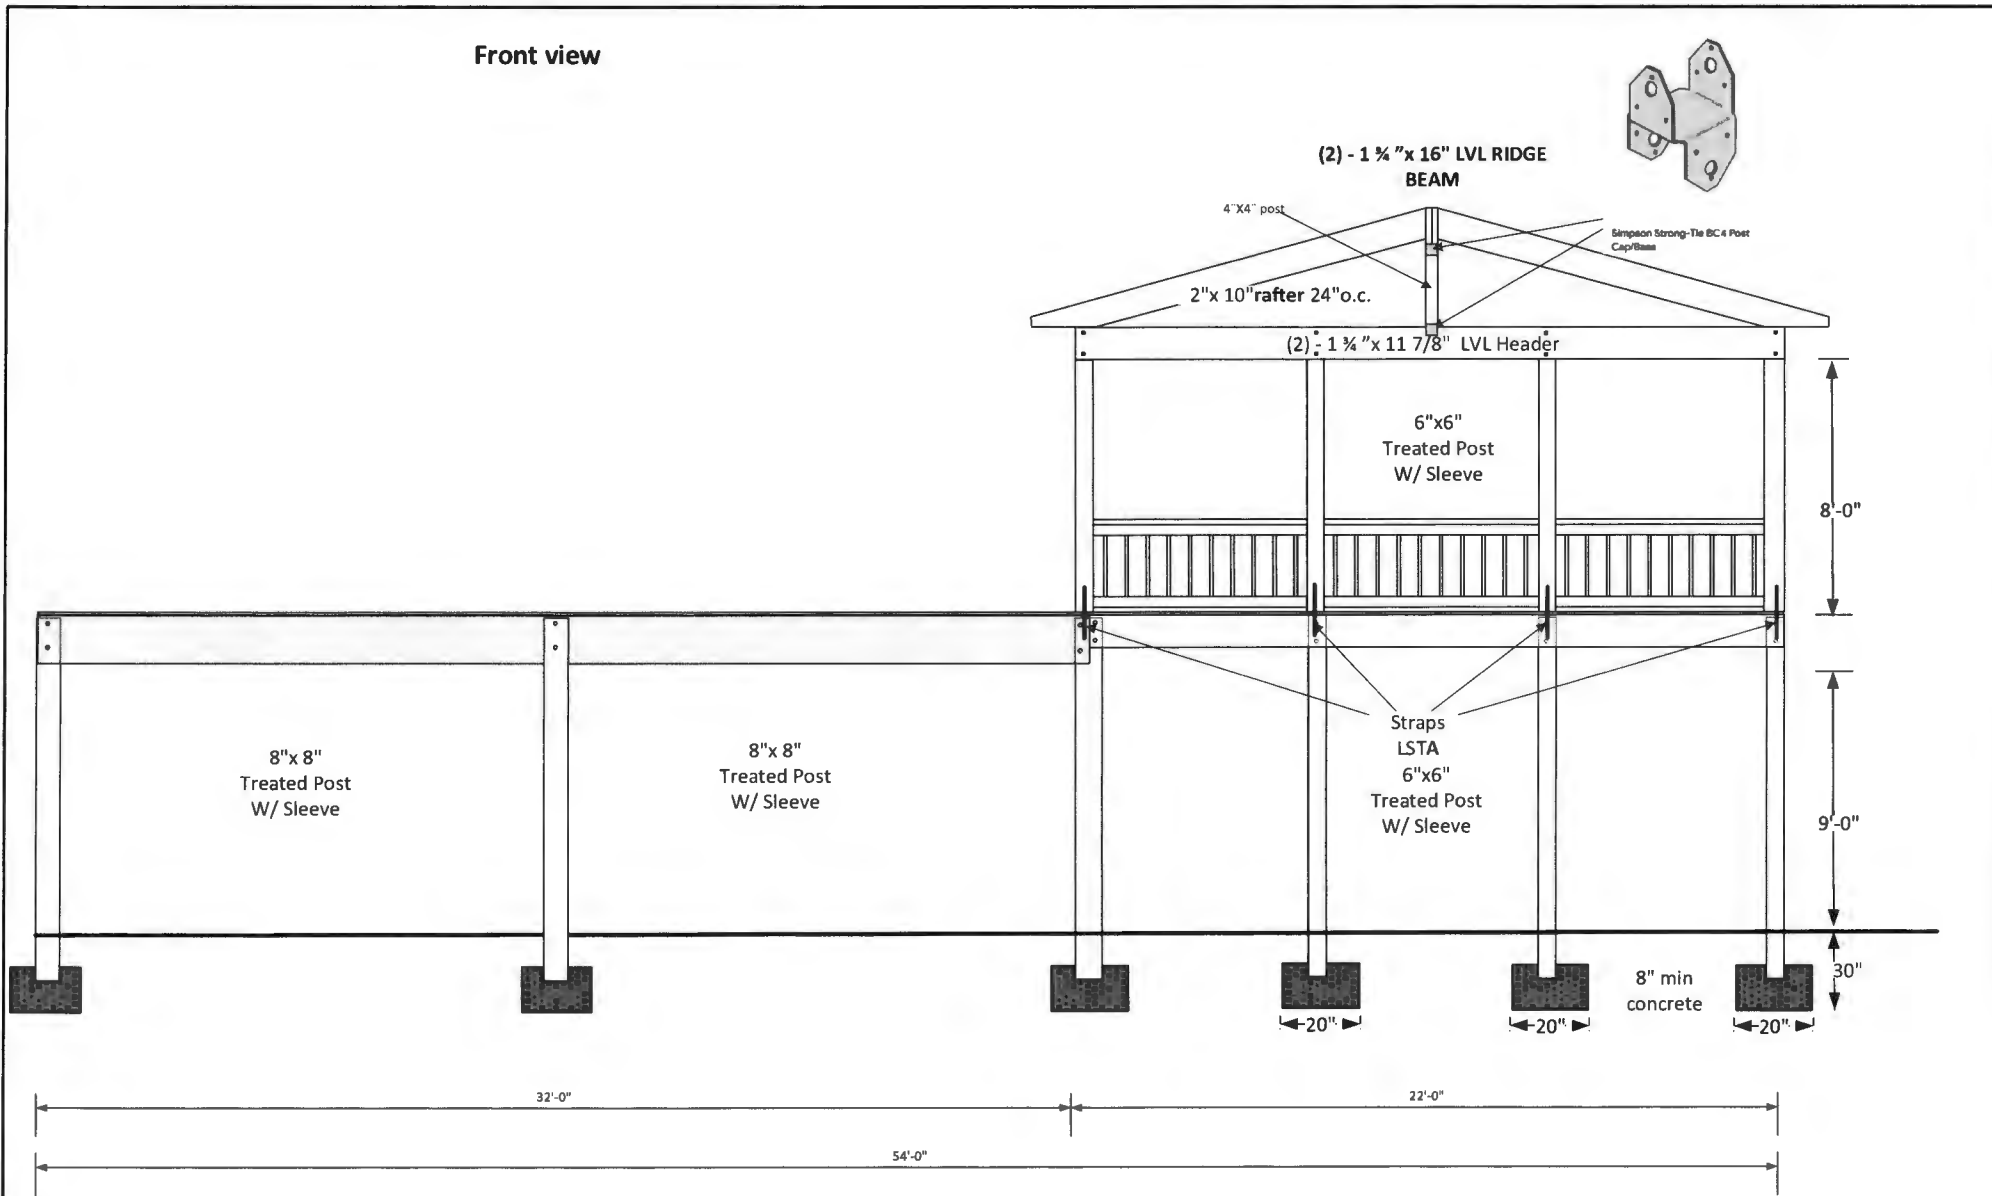 Front view
(2) - 1 ¾ "x 16" LVL RIDGE
BEAM
4"X4" post
Simpson Strong-Tie BC4 Post
Cap/Base
2"x 10"rafter 24"o.c.
(2) - 1 ¾ "x 11 7/8" LVL Header
6"x6"
Treated Post
W/ Sleeve
8'-0"
Straps
LSTA
6"x6"
Treated Post
W/ Sleeve
8"x 8"
Treated Post
W/ Sleeve
8"x 8"
Treated Post
W/ Sleeve
9'-0"
30"
8" min
concrete
20"
20"
20"
32'-0"
22'-0"
54'-0"